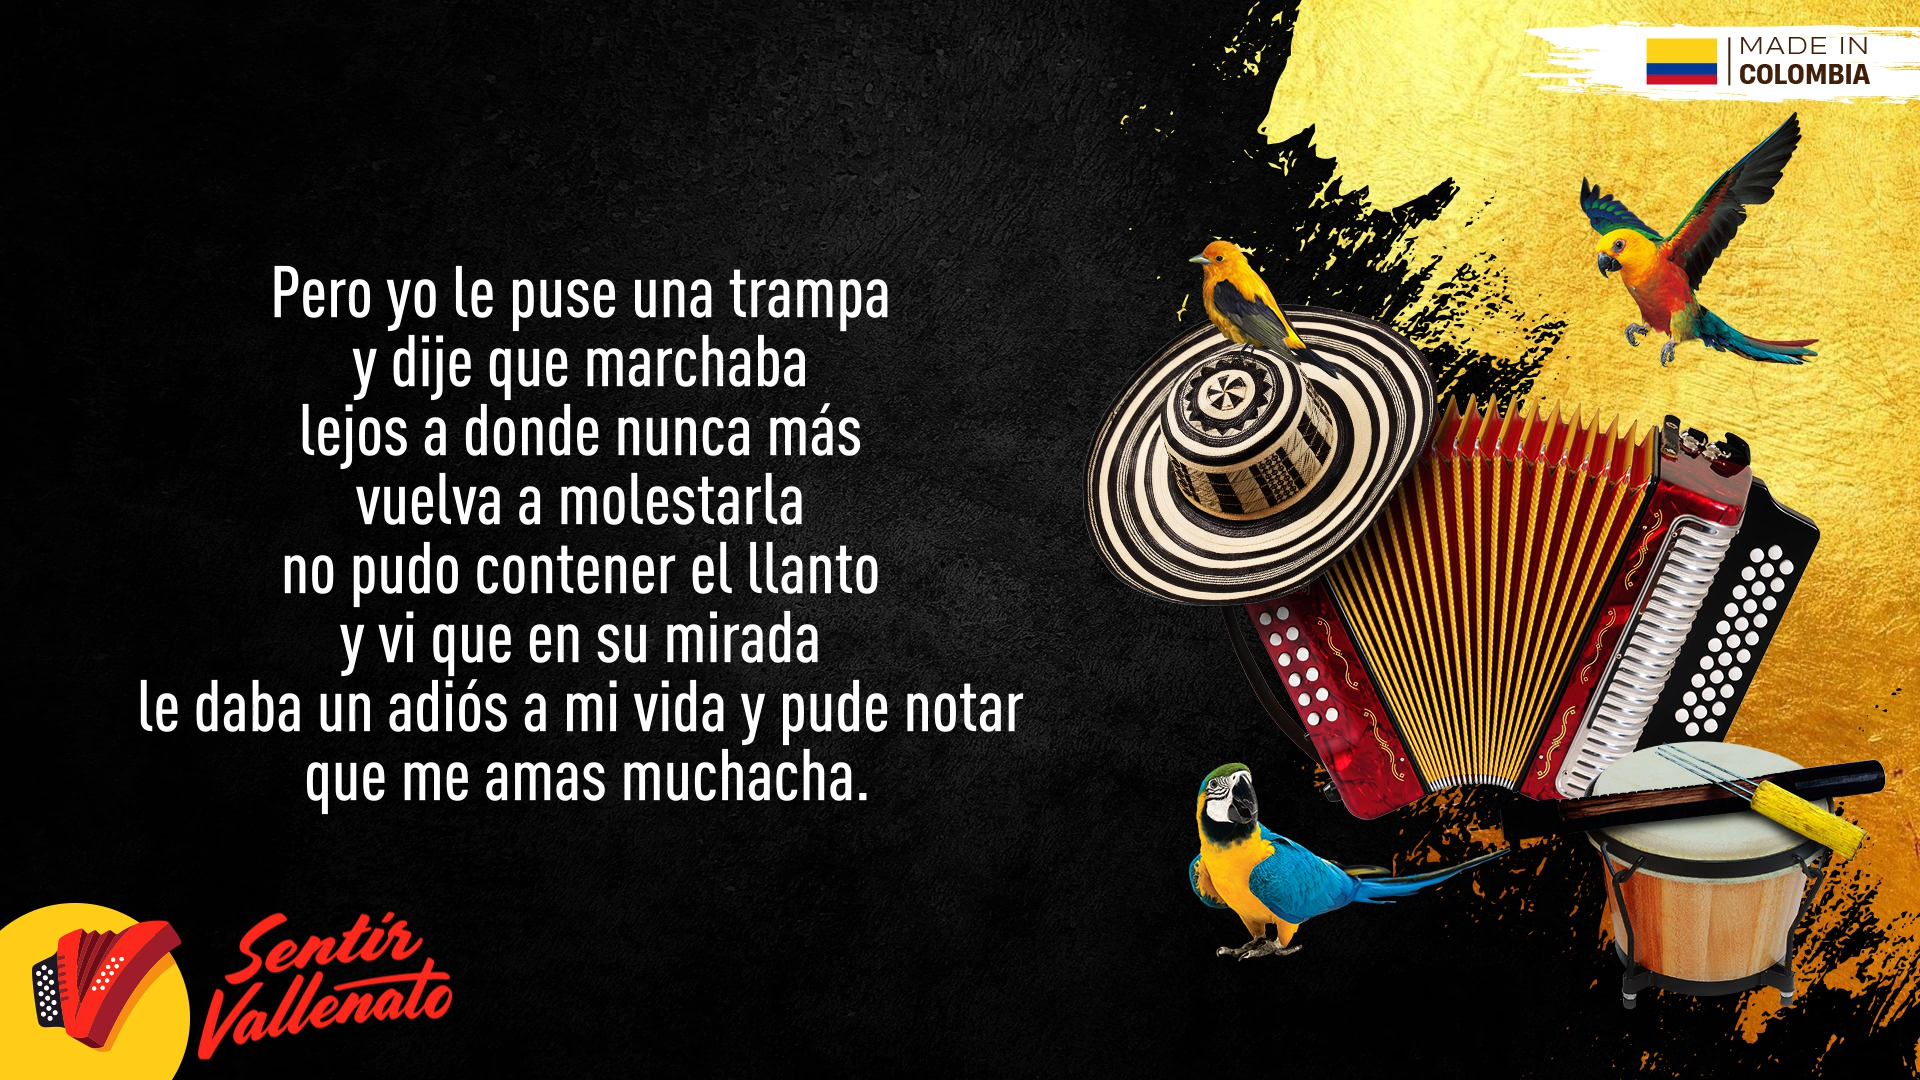 MADE IN
COLOMBIA
Pero yo le puse una trampa
y dije que marchaba
lejos a donde nunca más
vuelva a molestarla
no pudo contener el llanto
y vi que en su mirada
le daba un adiós a mi vida y pude notar
que me amas muchacha.
Sentir
Vallenato